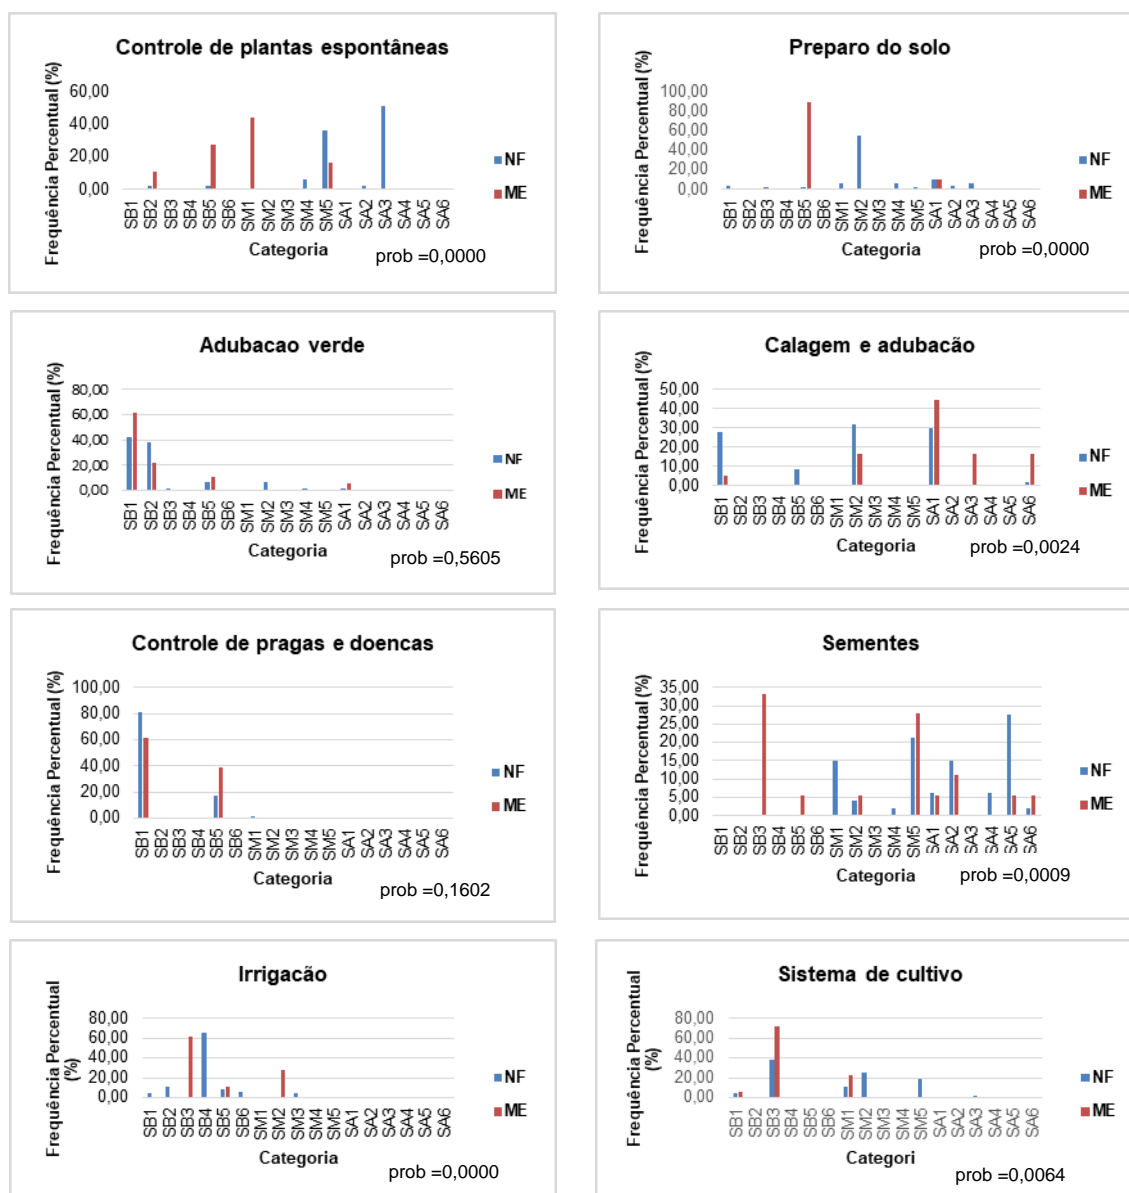 Controle de plantas espontâneas
Frequência Percentual (%)
60,00
40,00
20,00
0,00
SB1 SB2 SB3 SB4 SB5 SB6 SM1 SM2 SM3 SM4 SM5 SA1 SA2 SA3 SA4 SA5 SA6
Categoria
NF
ME
prob =0,0000
Preparo do solo
Frequência Percentual (%)
100,00
80,00
60,00
40,00
20,00
0,00
SB1 SB2 SB3 SB4 SB5 SB6 SM1 SM2 SM3 SM4 SM5 SA1 SA2 SA3 SA4 SA5 SA6
Categoria
NF
ME
prob =0,0000
Adubacao verde
Frequência Percentual (%)
80,00
60,00
40,00
20,00
0,00
SB1 SB2 SB3 SB4 SB5 SB6 SM1 SM2 SM3 SM4 SM5 SA1 SA2 SA3 SA4 SA5 SA6
Categoria
NF
ME
prob =0,5605
Calagem e adubacão
Frequência Percentual (%)
50,00
40,00
30,00
20,00
10,00
0,00
SB1 SB2 SB3 SB4 SB5 SB6 SM1 SM2 SM3 SM4 SM5 SA1 SA2 SA3 SA4 SA5 SA6
Categoria
NF
ME
prob =0,0024
Controle de pragas e doencas
Frequência Percentual (%)
100,00
80,00
60,00
40,00
20,00
0,00
SB1 SB2 SB3 SB4 SB5 SB6 SM1 SM2 SM3 SM4 SM5 SA1 SA2 SA3 SA4 SA5 SA6
Categoria
NF
ME
prob =0,1602
Sementes
Frequência Percentual (%)
35,00
30,00
25,00
20,00
15,00
10,00
5,00
0,00
SB1 SB2 SB3 SB4 SB5 SB6 SM1 SM2 SM3 SM4 SM5 SA1 SA2 SA3 SA4 SA5 SA6
Categoria
NF
ME
prob =0,0009
Irrigacão
Frequência Percentual
(%)
80,00
60,00
40,00
20,00
0,00
SB1 SB2 SB3 SB4 SB5 SB6 SM1 SM2 SM3 SM4 SM5 SA1 SA2 SA3 SA4 SA5 SA6
Categoria
NF
ME
prob =0,0000
Sistema de cultivo
Frequência Percentual
(%)
80,00
60,00
40,00
20,00
0,00
SB1 SB2 SB3 SB4 SB5 SB6 SM1 SM2 SM3 SM4 SM5 SA1 SA2 SA3 SA4 SA5 SA6
Categori
NF
ME
prob =0,0064